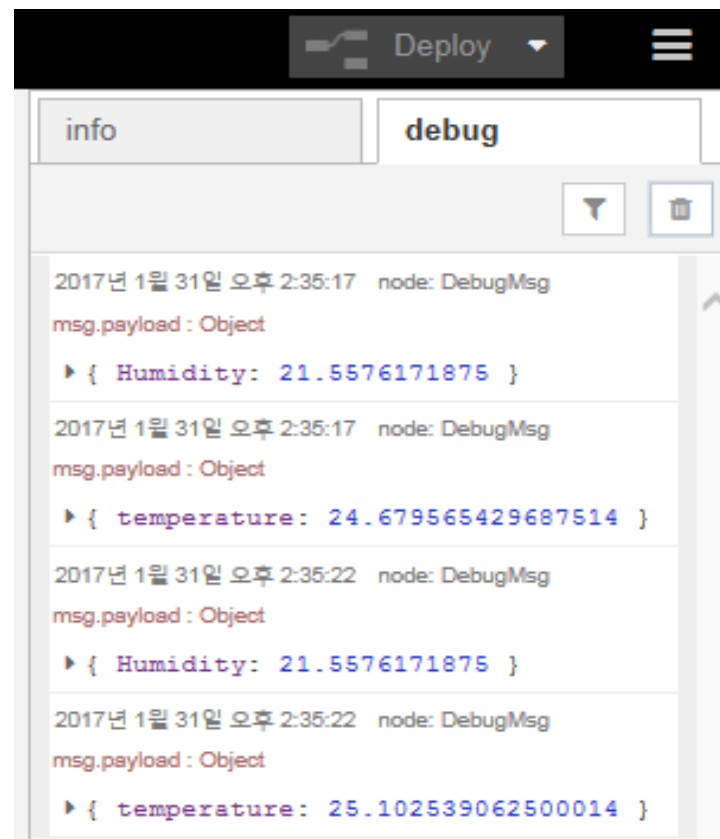 Deploy
info debug
2017년 1월 31일 오후 2:35:17 node: DebugMsg
msg.payload : Object
{ Humidity: 21.5576171875 }
2017년 1월 31일 오후 2:35:17 node: DebugMsg
msg.payload : Object
{ temperature: 24.679565429687514 }
2017년 1월 31일 오후 2:35:22 node: DebugMsg
msg.payload : Object
{ Humidity: 21.5576171875 }
2017년 1월 31일 오후 2:35:22 node: DebugMsg
msg.payload : Object
{ temperature: 25.102539062500014 }